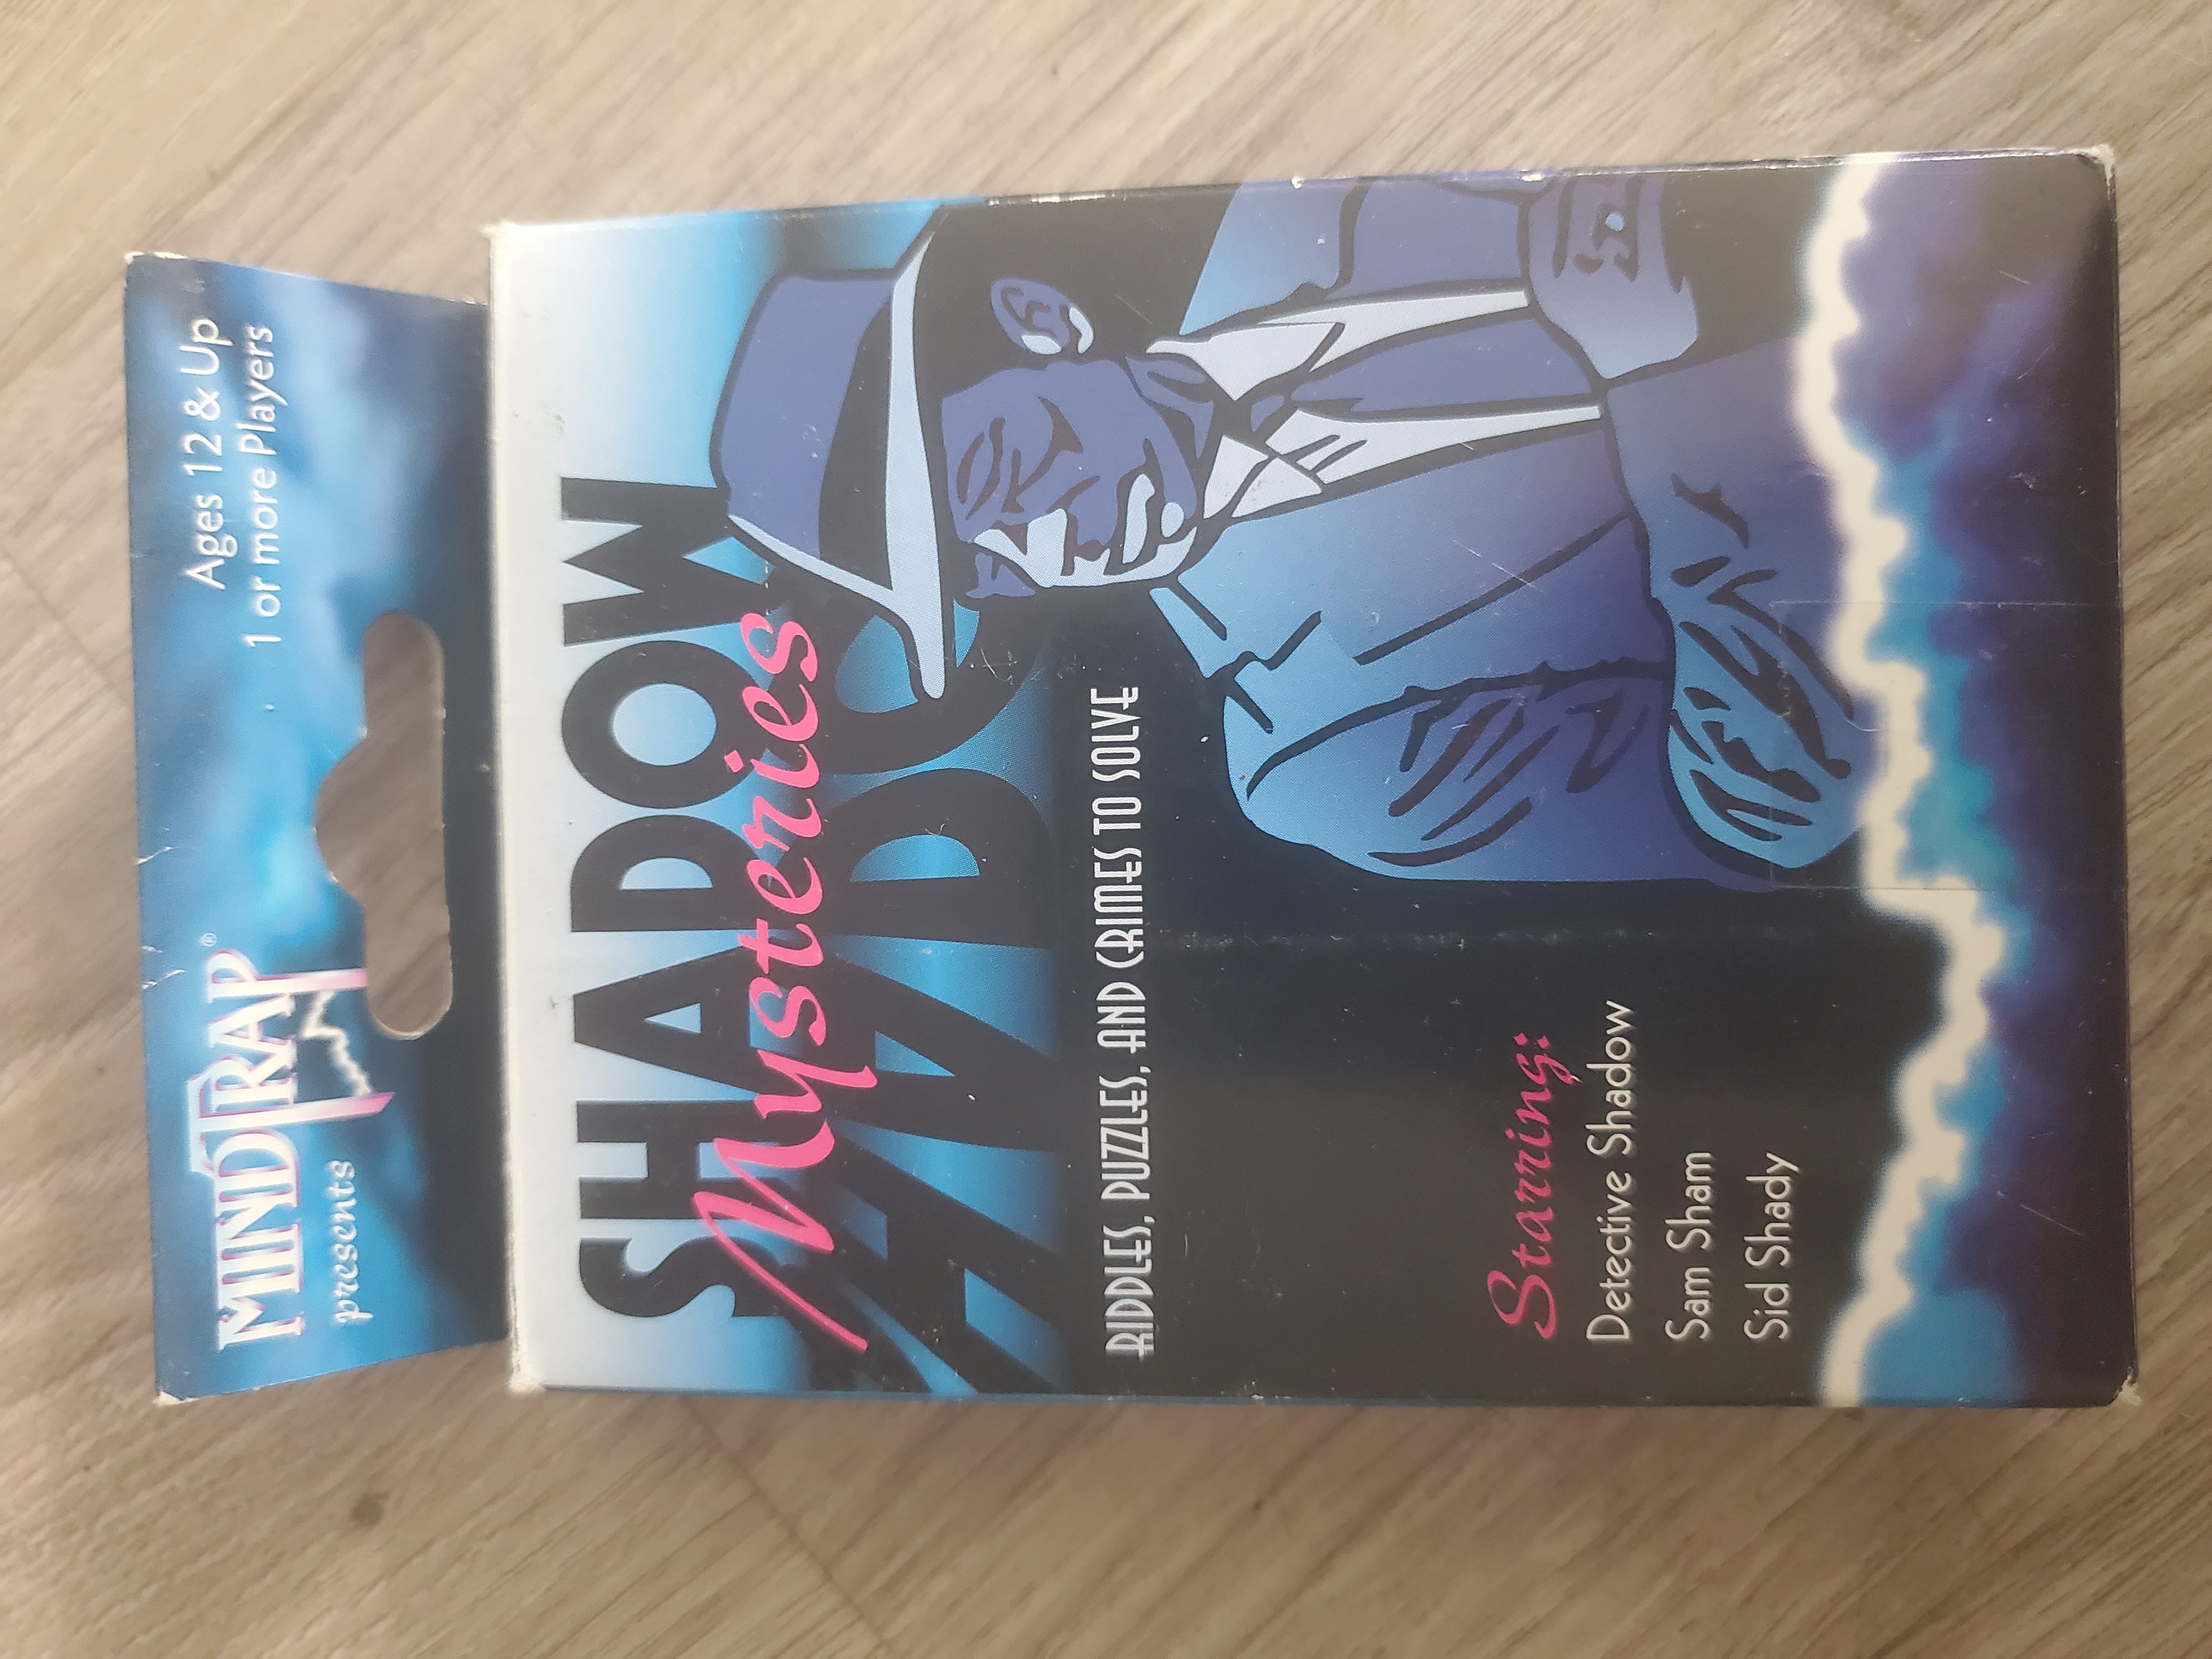 MINDTRAP®
presents
Ages 12 & Up
1 or more Players
SHADOW
Mysteries
RIDDLES, PUZZLES, AND CRIMES TO SOLVE
Starring:
Detective Shadow
Sam Sham
Sid Shady